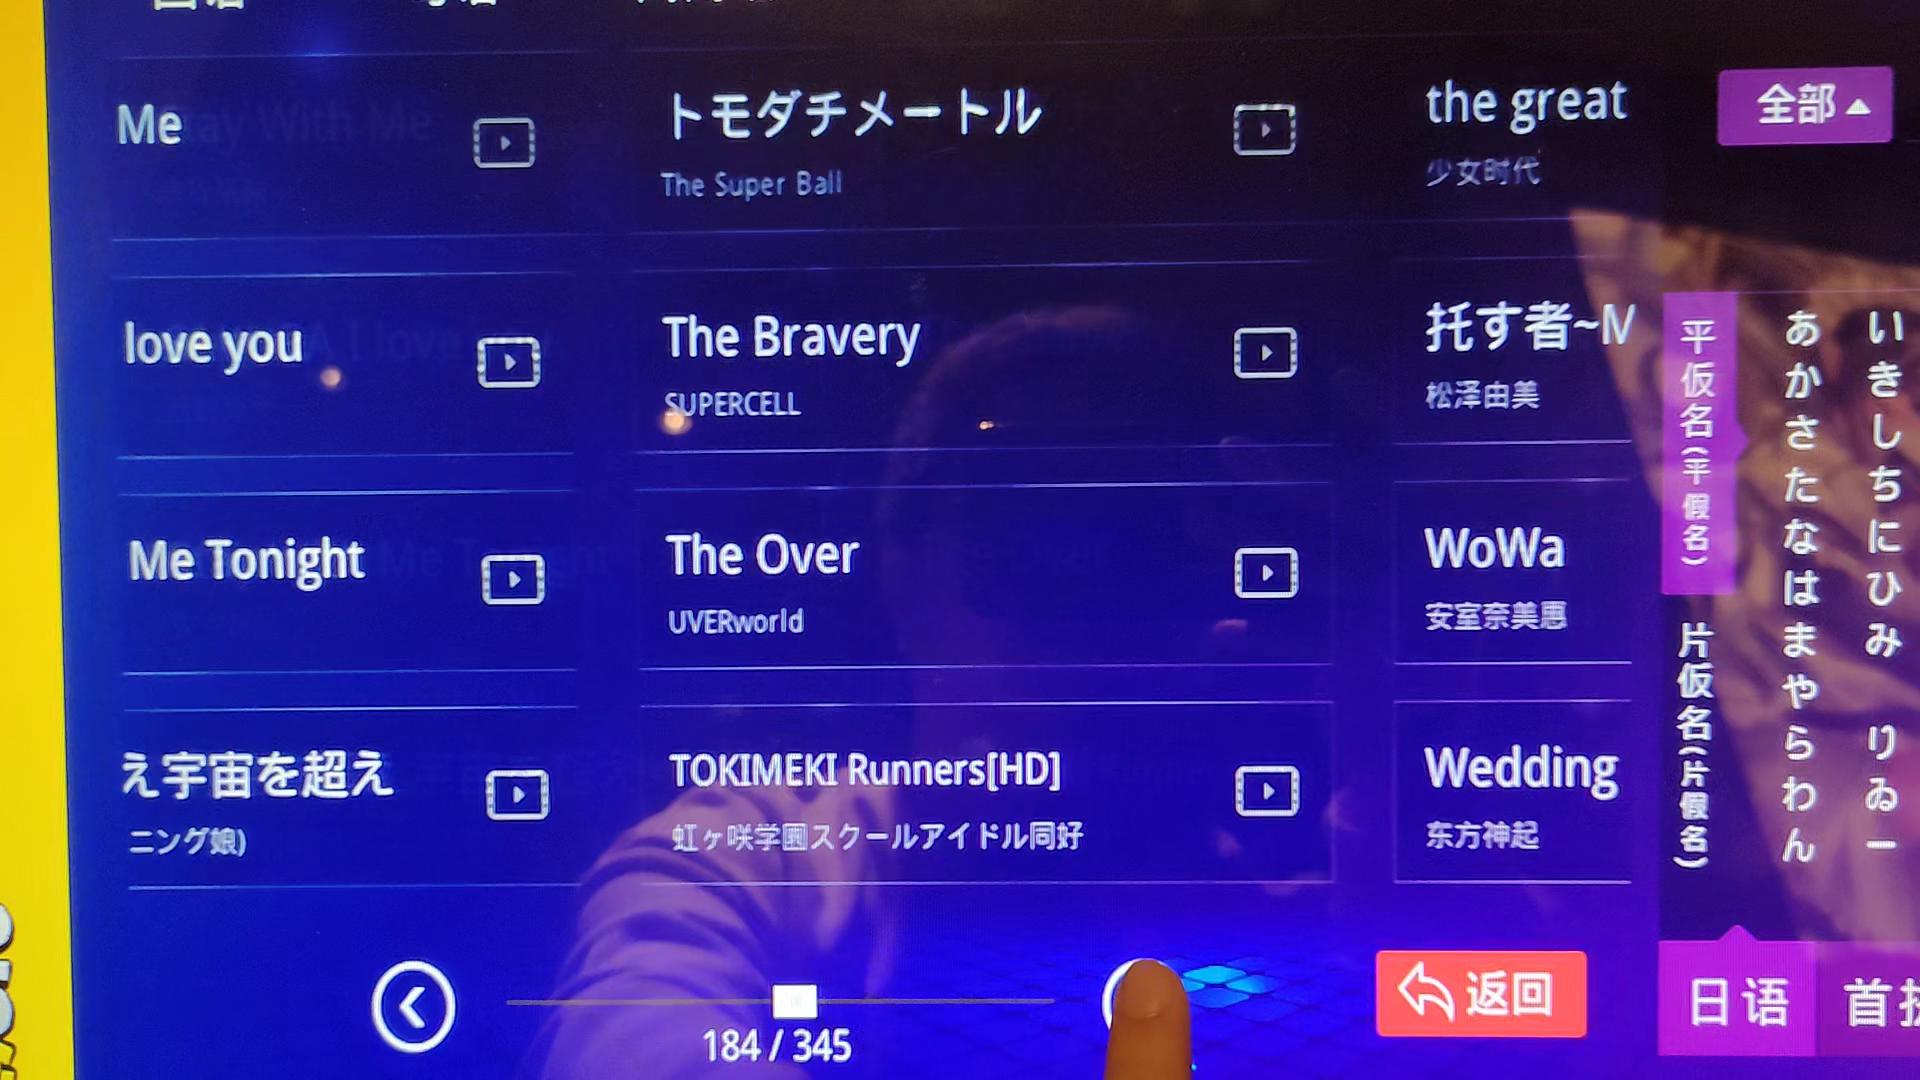 Me
トモダチメートル
The Super Ball
the great
少女时代
全部
love you
The Bravery
SUPERCELL
托す者~
松泽由美
Me Tonight
The Over
UVERworld
WoWa
安室奈美恵
え宇宙を超え
ニング娘)
TOKIMEKI Runners[HD]
虹ヶ咲学園スクールアイドル同好
Wedding
东方神起
平仮名(平假名)
片仮名(片假名)
あかさたなはまやらわん
いきしちにひみ りゐー
184 / 345
返回
日语
首